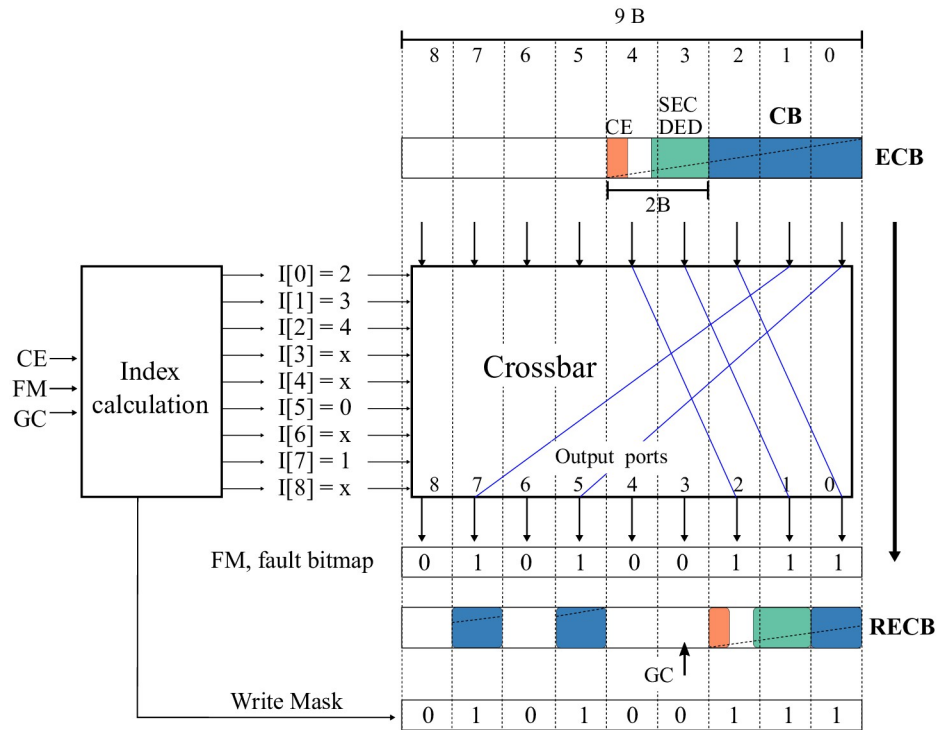 9 B
8 7 6 5 4 3 2 1 0
SEC
CE DED CB
ECB
2B
I[0] = 2
I[1] = 3
I[2] = 4
CE I[3] = x
FM Index calculation I[4] = x Crossbar
GC I[5] = 0
I[6] = x
I[7] = 1 Output ports
I[8] = x 8 7 6 5 4 3 2 1 0
FM, fault bitmap 0 1 0 1 0 0 1 1 1
RECB
GC
Write Mask 0 1 0 1 0 0 1 1 1